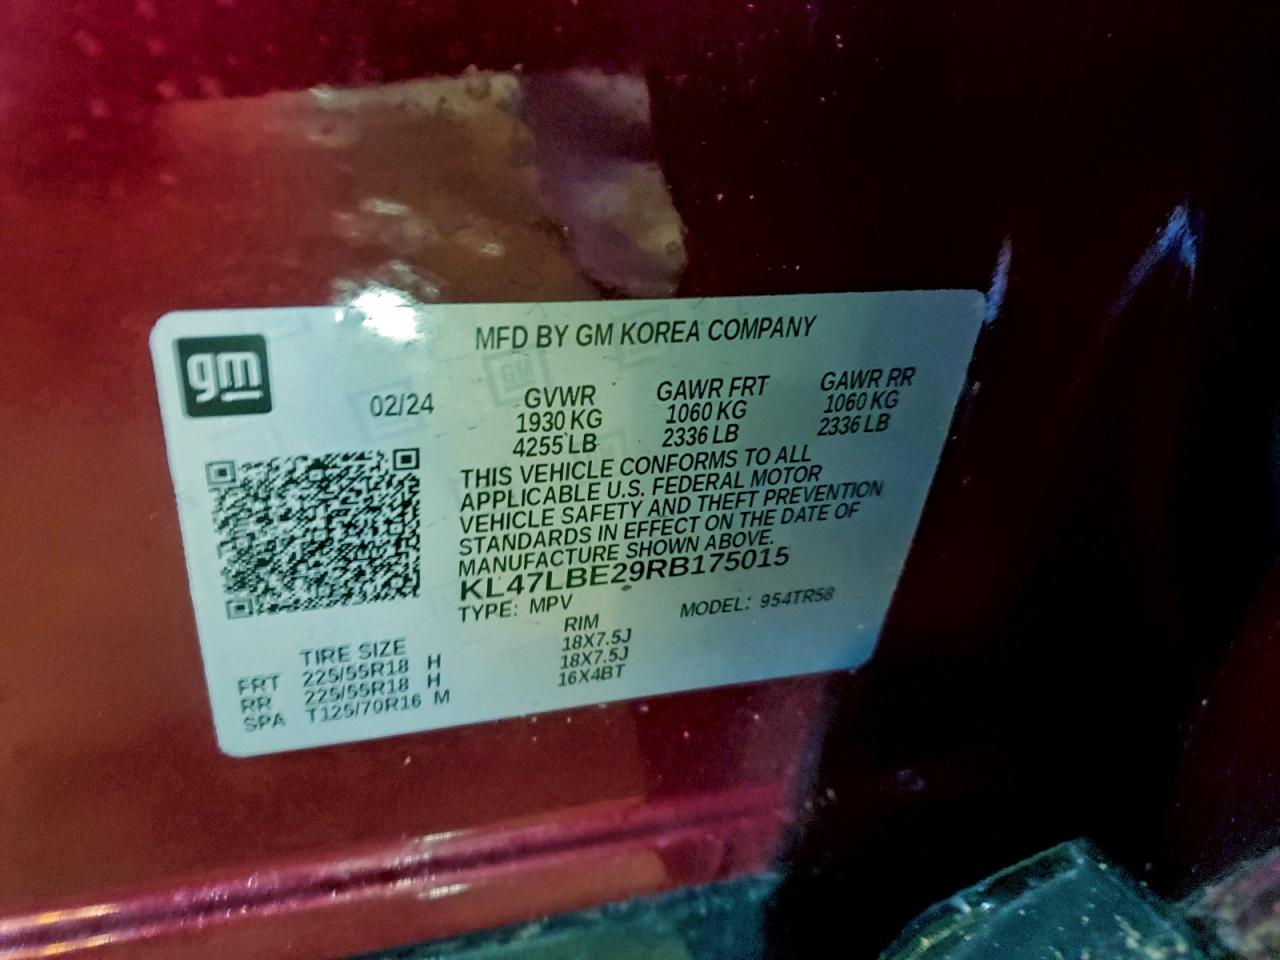 gm
MFD BY GM KOREA COMPANY
02/24
GVWR GAWR FRT GAWR RR
1930 KG 1060 KG 1060 KG
4255 LB 2336 LB 2336 LB
THIS VEHICLE CONFORMS TO ALL
APPLICABLE U.S. FEDERAL MOTOR
VEHICLE SAFETY AND THEFT PREVENTION
STANDARDS IN EFFECT ON THE DATE OF
MANUFACTURE SHOWN ABOVE.
KL47LBE29RB175015
TYPE: MPV MODEL: 954TR58
TIRE SIZE RIM
FRT 225/55R18 H 18X7.5J
RR 225/55R18 H 18X7.5J
SPA T125/70R16 M 16X4BT